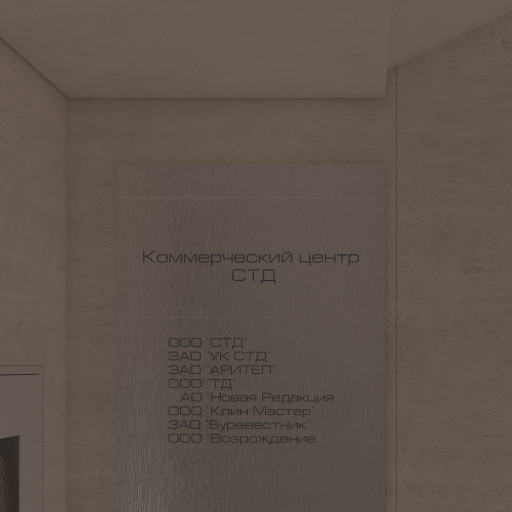 Коммерческий центр
СТД
ООО "СТД"
ЗАО "УК СТД"
ЗАО "АРИТЕЛ"
ООО "ТД"
АО "Новая Редакция
ООО "Клин Мастер"
ЗАО "Буревестник"
ООО "Возрождение